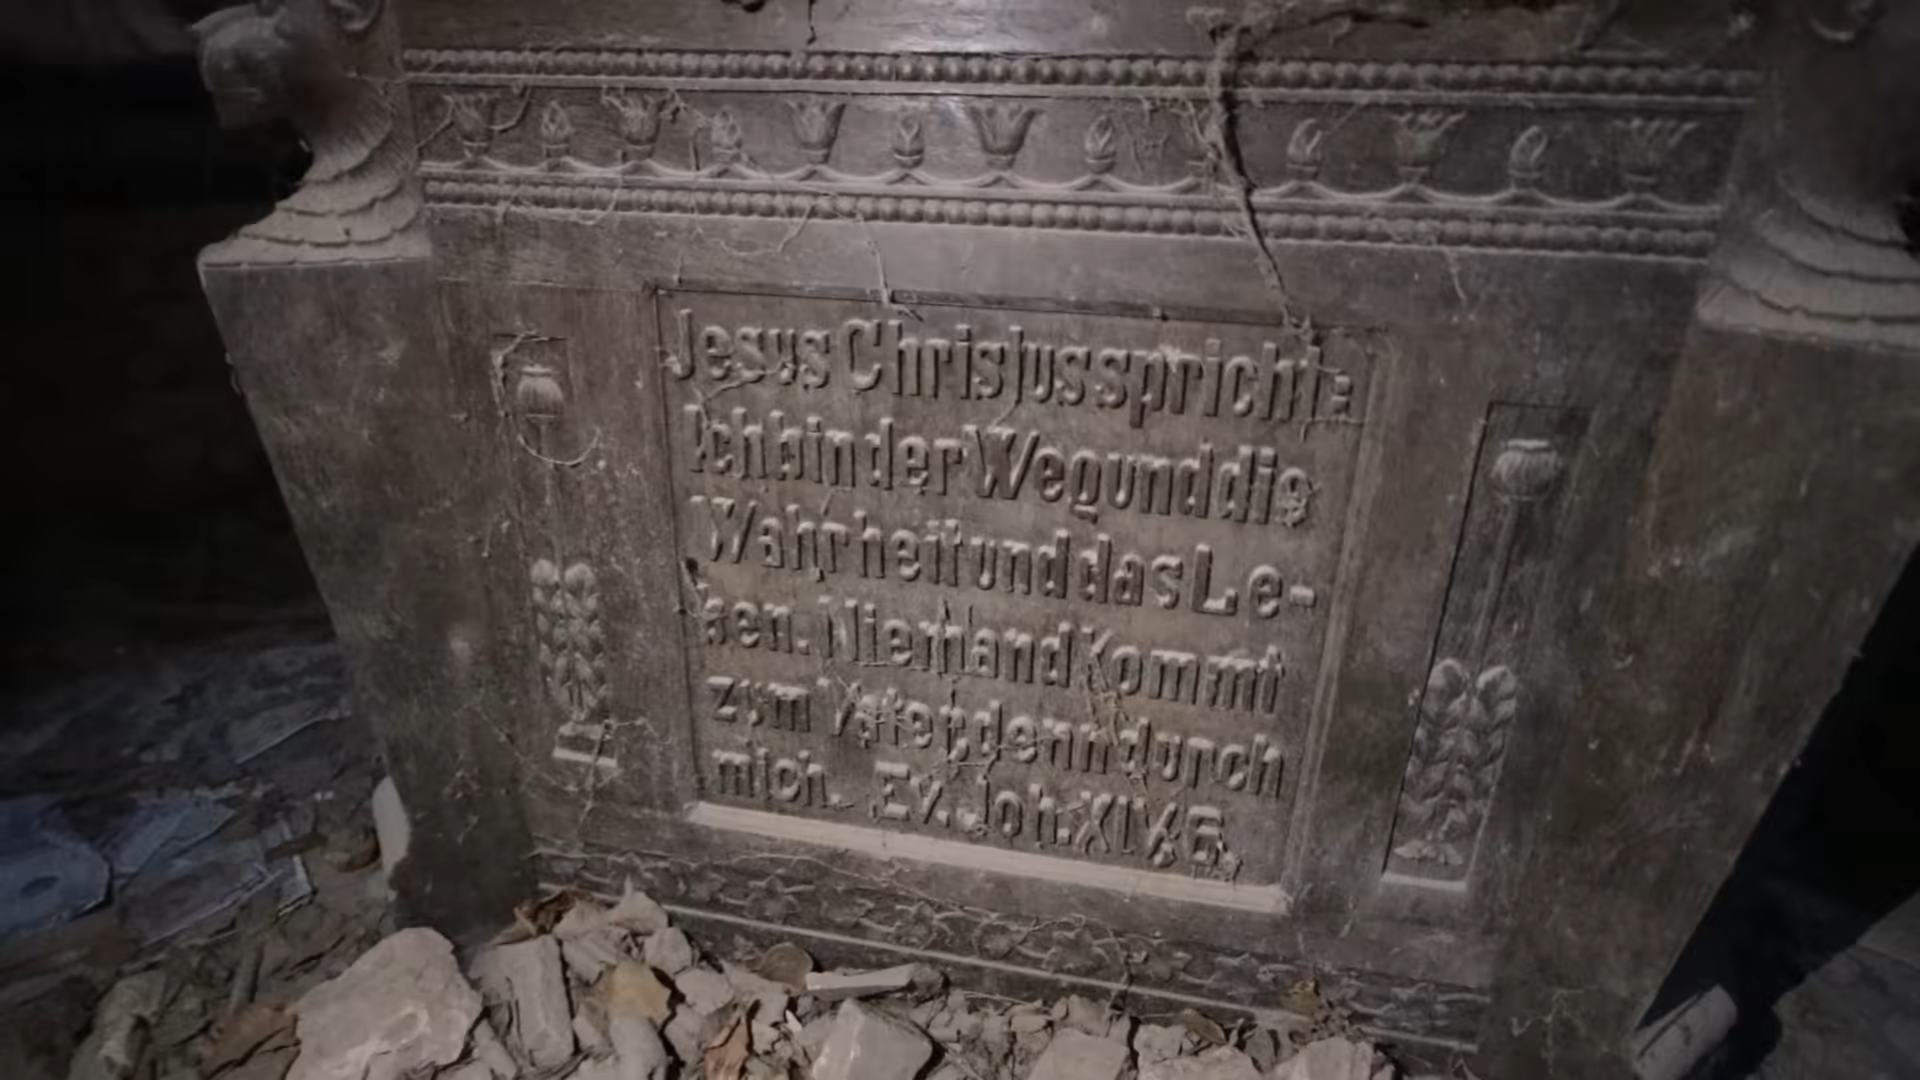 Jesus Christus spricht:
Ich bin der Weg und die
Wahrheit und das Le-
ben. Niemand kommt
zum Vater, denn durch
mich. Ev. Joh. XIV 6.